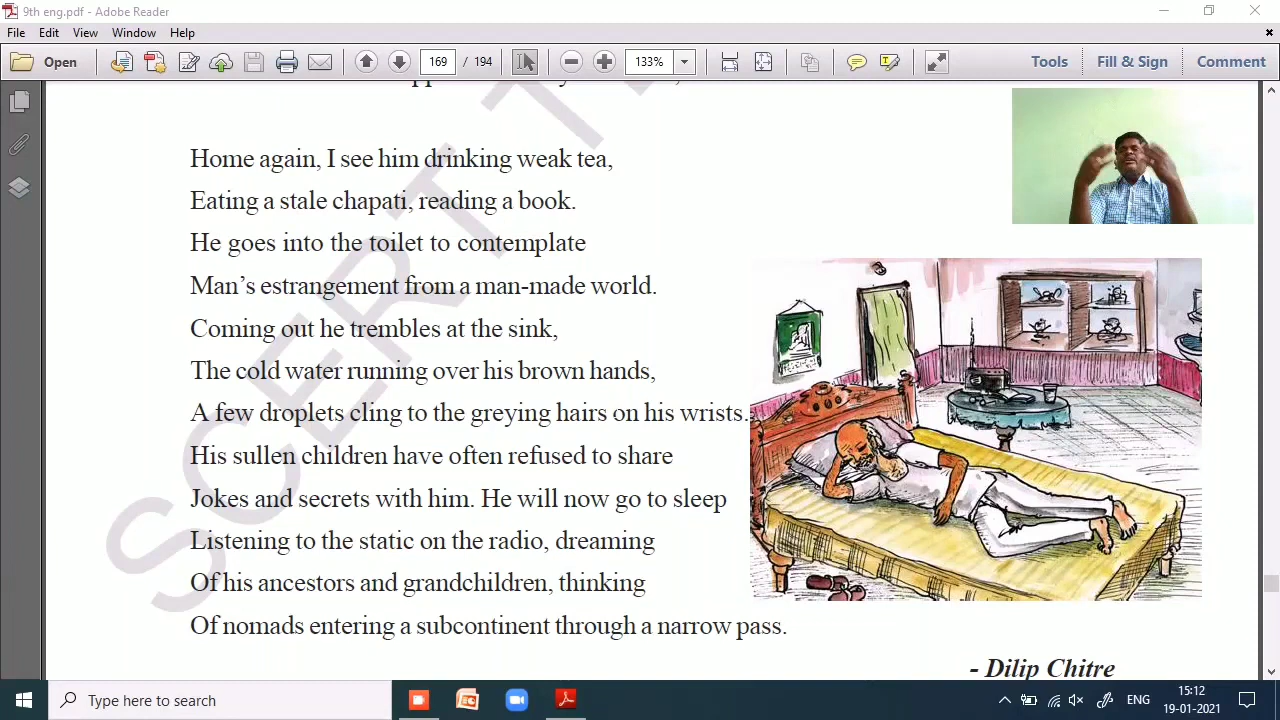 9th eng.pdf - Adobe Reader
File Edit View Window Help
Open 169 / 194 133% Tools Fill & Sign Comment
Home again, I see him drinking weak tea,
Eating a stale chapati, reading a book.
He goes into the toilet to contemplate
Man’s estrangement from a man-made world.
Coming out he trembles at the sink,
The cold water running over his brown hands,
A few droplets cling to the greying hairs on his wrists.
His sullen children have often refused to share
Jokes and secrets with him. He will now go to sleep
Listening to the static on the radio, dreaming
Of his ancestors and grandchildren, thinking
Of nomads entering a subcontinent through a narrow pass.
- Dilip Chitre
SCERT
Type here to search
ENG
15:12
19-01-2021